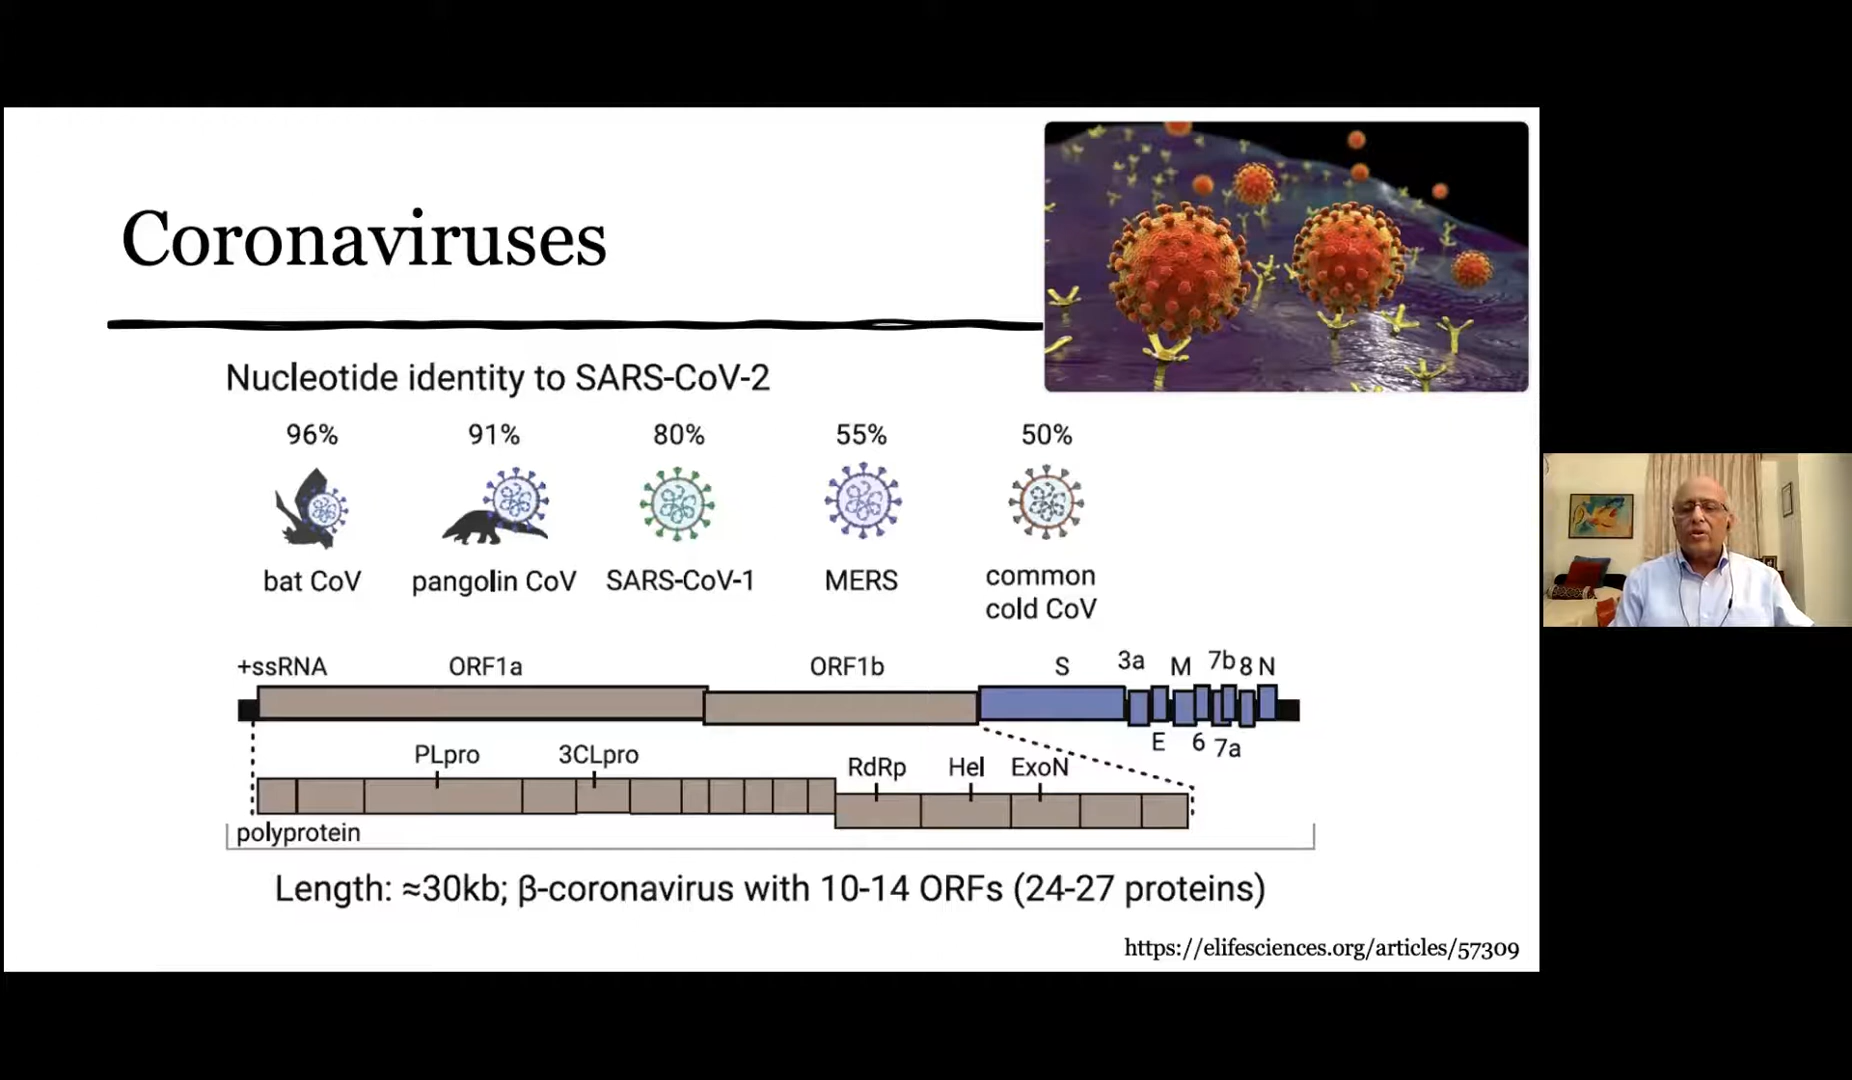 Coronaviruses
Nucleotide identity to SARS-CoV-2
96% 91% 80% 55% 50%
bat CoV pangolin CoV SARS-CoV-1 MERS common
cold CoV
+ssRNA ORF1a ORF1b S 3a M 7b 8 N
E 6 7a
PLpro 3CLpro RdRp Hel ExoN
polyprotein
Length: ≈30kb; β-coronavirus with 10-14 ORFs (24-27 proteins)
https://elifesciences.org/articles/57309